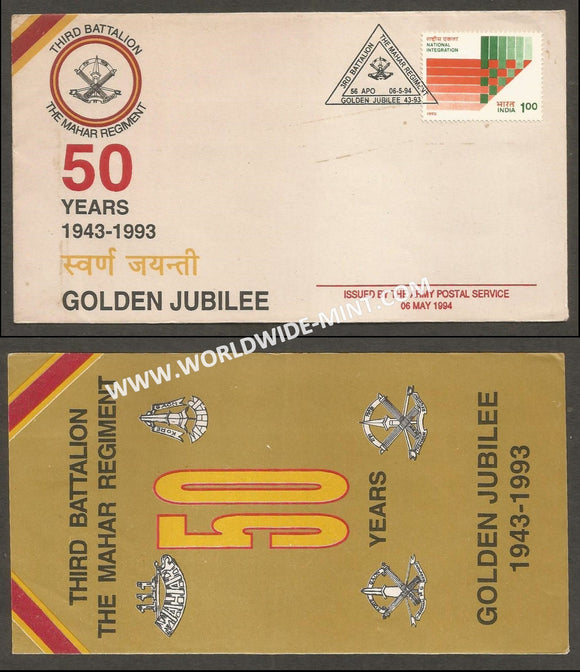 THIRD BATTALION
THE MAHAR REGIMENT
50
YEARS
1943-1993
स्वर्ण जयन्ती
GOLDEN JUBILEE
3RD BATTALION
THE MAHAR REGIMENT
56 APO 06-5-94
GOLDEN JUBILEE 43-93
राष्ट्रीय एकता
NATIONAL
INTEGRATION
1993
भारत
INDIA
1.00
ISSUED BY THE ARMY POSTAL SERVICE
06 MAY 1994
WWW.WORLDWIDE-MINT.COM
THIRD BATTALION
THE MAHAR REGIMENT
50
YEARS
GOLDEN JUBILEE
1943-1993